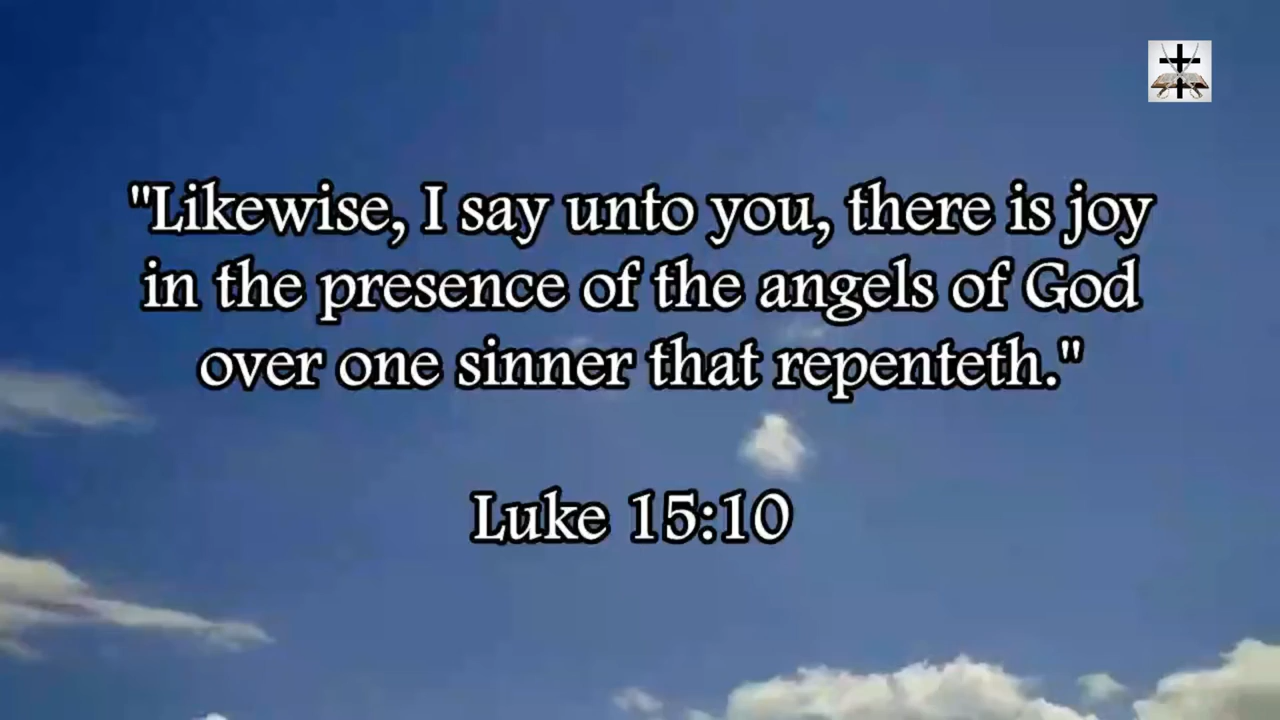 "Likewise, I say unto you, there is joy
in the presence of the angels of God
over one sinner that repenteth."
Luke 15:10